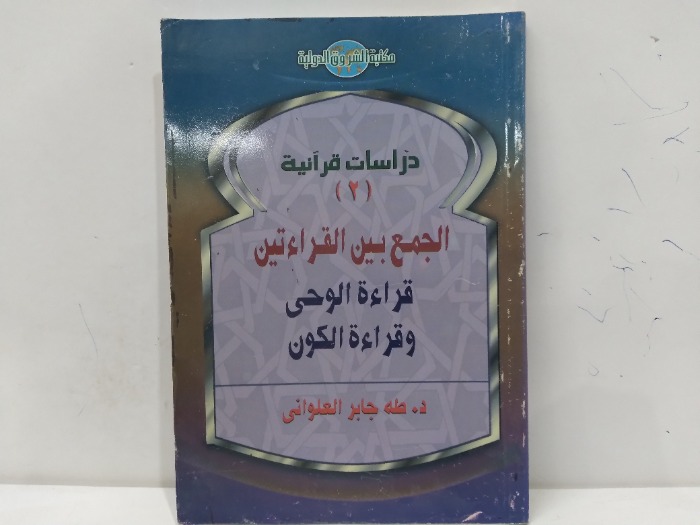 مكتبة الشروق الدولية
دراسات قرآنية
(٢)
الجمع بين القراءتين
قراءة الوحى
وقراءة الكون
د. طه جابر العلوانى